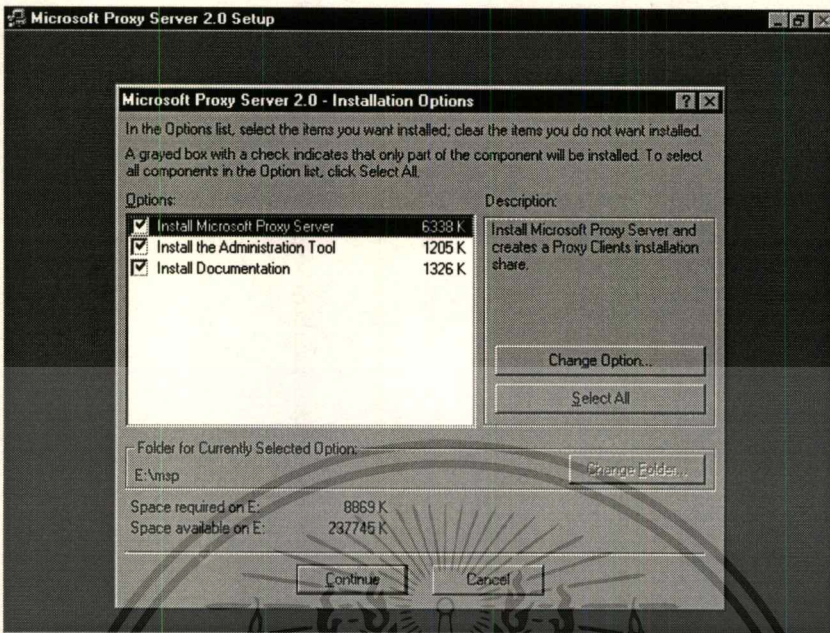 Microsoft Proxy Server 2.0 Setup
Microsoft Proxy Server 2.0 - Installation Options
In the Options list, select the items you want installed; clear the items you do not want installed.
A grayed box with a check indicates that only part of the component will be installed. To select
all components in the Option list, click Select All.
Options:
Description:
Install Microsoft Proxy Server 6338 K
Install the Administration Tool 1205 K
Install Documentation 1326 K
Install Microsoft Proxy Server and
creates a Proxy Clients installation
share.
Change Option...
Select All
Folder for Currently Selected Option:
E:\msp
Change Folder...
Space required on E: 8869 K
Space available on E: 237745 K
Continue
Cancel